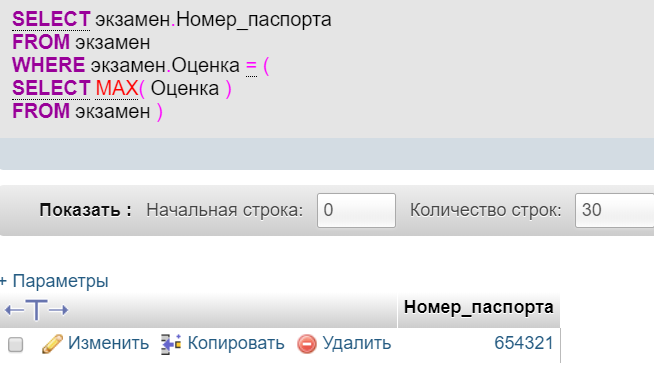 SELECT экзамен.Номер_паспорта
FROM экзамен
WHERE экзамен.Оценка = (
SELECT MAX( Оценка )
FROM экзамен )
Показать : Начальная строка: 0 Количество строк: 30
+ Параметры
←T→ Номер_паспорта
Изменить Копировать Удалить 654321